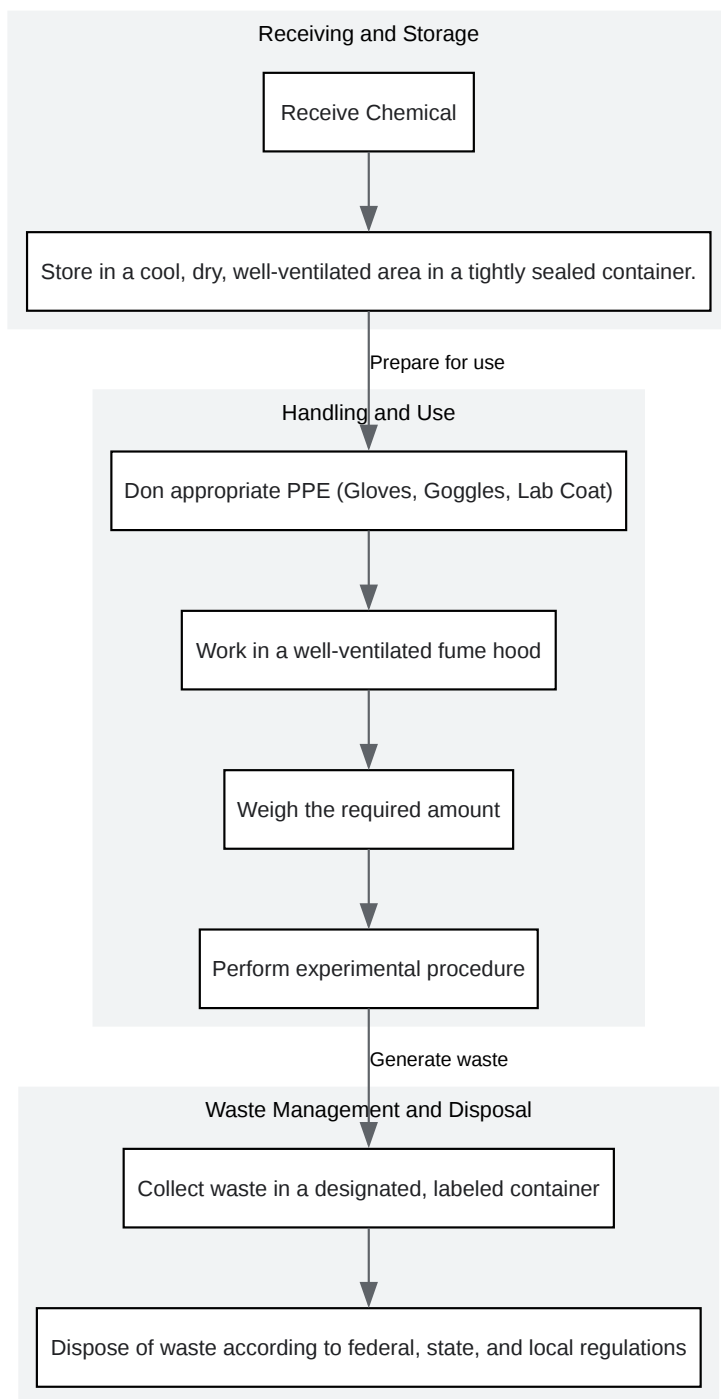 Receiving and Storage
Receive Chemical
Store in a cool, dry, well-ventilated area in a tightly sealed container.
Prepare for use
Handling and Use
Don appropriate PPE (Gloves, Goggles, Lab Coat)
Work in a well-ventilated fume hood
Weigh the required amount
Perform experimental procedure
Generate waste
Waste Management and Disposal
Collect waste in a designated, labeled container
Dispose of waste according to federal, state, and local regulations